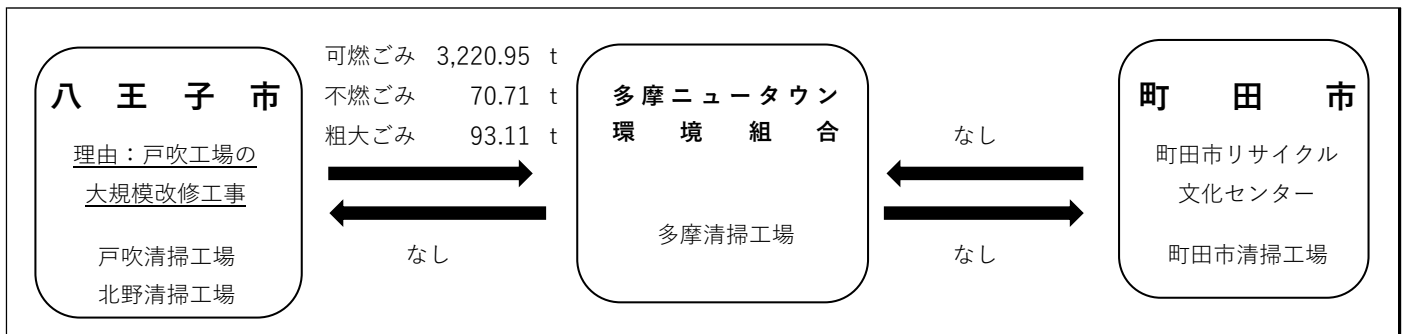 八王子市
理由：戸吹工場の
大規模改修工事
戸吹清掃工場
北野清掃工場
可燃ごみ 3,220.95 t
不燃ごみ 70.71 t
粗大ごみ 93.11 t
なし
多摩ニュータウン
環境組合
多摩清掃工場
なし
なし
町田市
町田市リサイクル
文化センター
町田市清掃工場